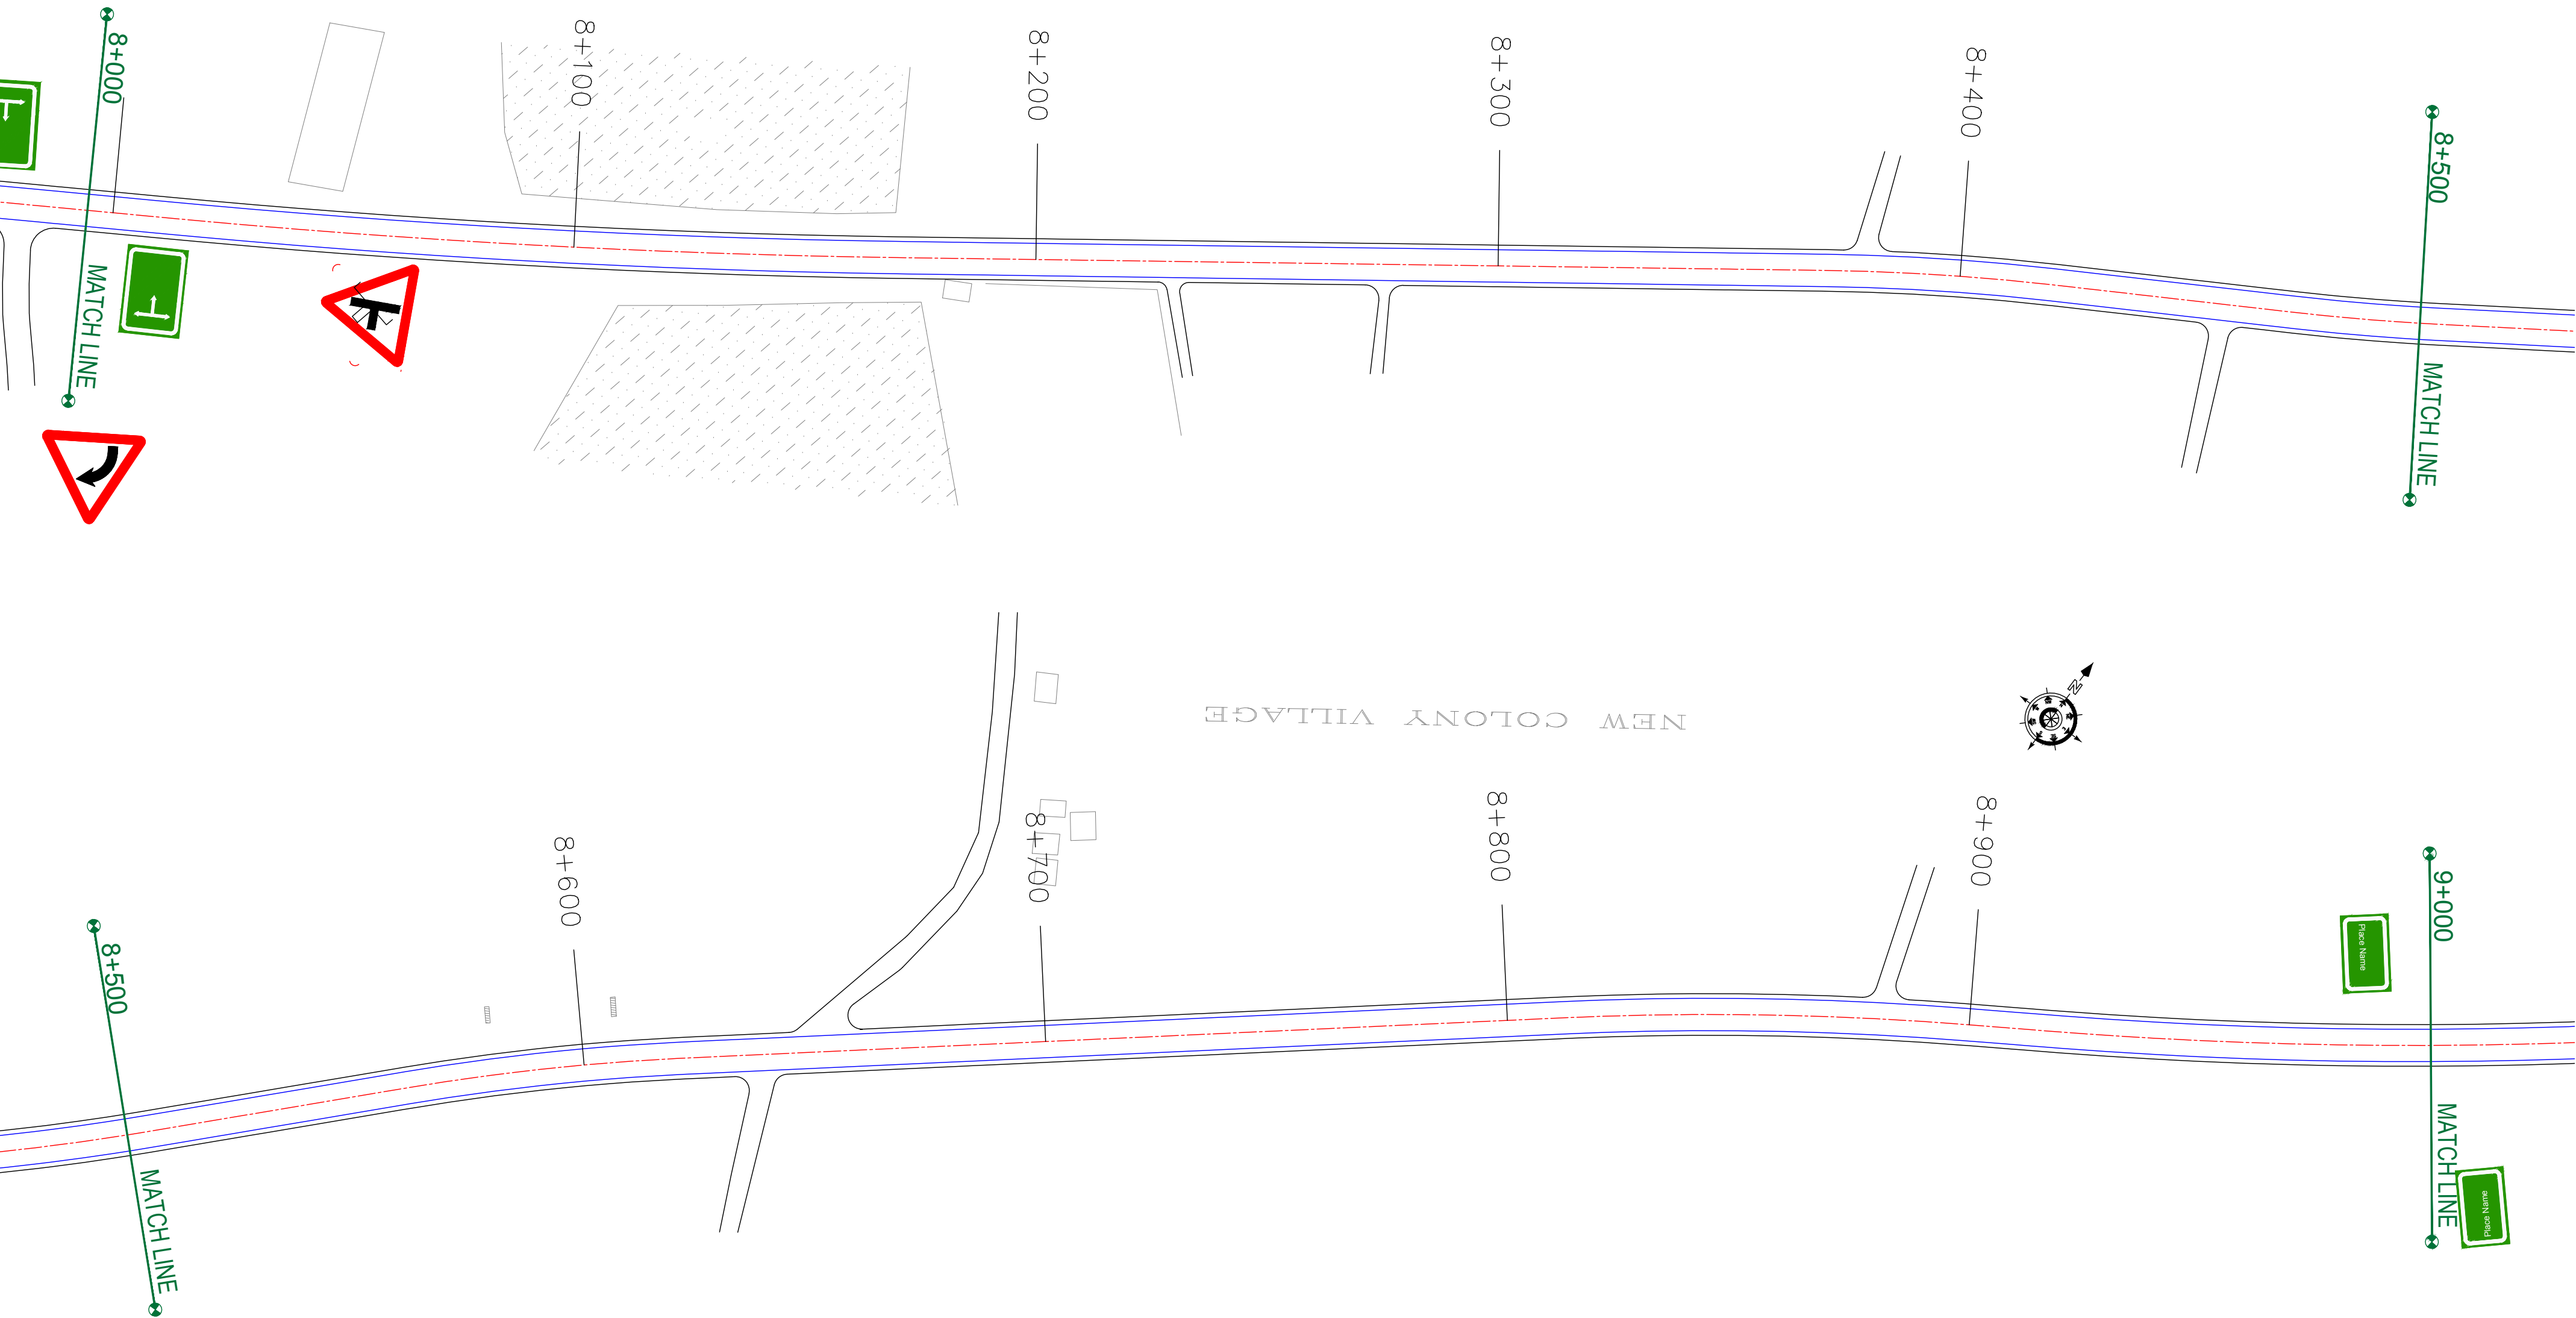 8+000
8+100
8+200
8+300
8+400
8+500
MATCH LINE
MATCH LINE
NEW COLONY VILLAGE
N
8+500
8+600
8+700
8+800
8+900
9+000
Place Name
MATCH LINE
MATCH LINE
Place Name